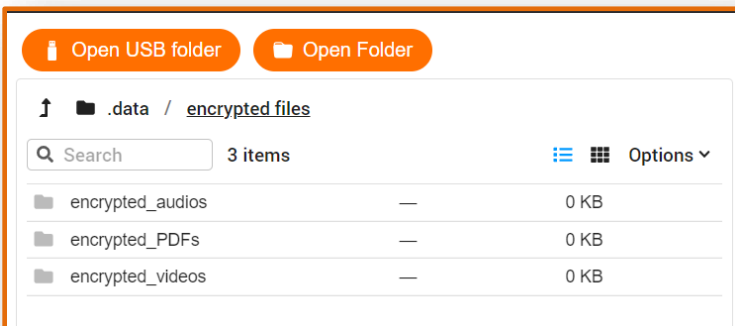 Open USB folder Open Folder
.data / encrypted files
Search 3 items Options
encrypted_audios — 0 KB
encrypted_PDFs — 0 KB
encrypted_videos — 0 KB